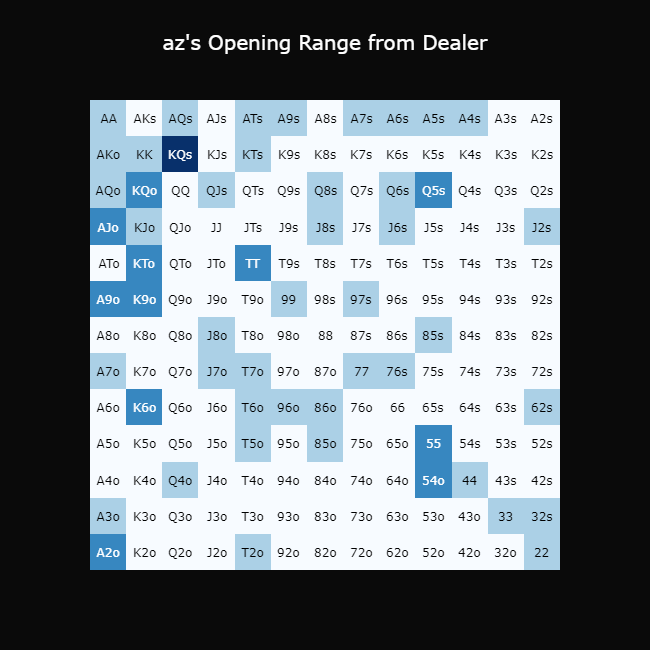 az's Opening Range from Dealer
AA AKs AQs AJs ATs A9s A8s A7s A6s A5s A4s A3s A2s
AKo KK KQs KJs KTs K9s K8s K7s K6s K5s K4s K3s K2s
AQo KQo QQ QJs QTs Q9s Q8s Q7s Q6s Q5s Q4s Q3s Q2s
AJo KJo QJo JJ JTs J9s J8s J7s J6s J5s J4s J3s J2s
ATo KTo QTo JTo TT T9s T8s T7s T6s T5s T4s T3s T2s
A9o K9o Q9o J9o T9o 99 98s 97s 96s 95s 94s 93s 92s
A8o K8o Q8o J8o T8o 98o 88 87s 86s 85s 84s 83s 82s
A7o K7o Q7o J7o T7o 97o 87o 77 76s 75s 74s 73s 72s
A6o K6o Q6o J6o T6o 96o 86o 76o 66 65s 64s 63s 62s
A5o K5o Q5o J5o T5o 95o 85o 75o 65o 55 54s 53s 52s
A4o K4o Q4o J4o T4o 94o 84o 74o 64o 54o 44 43s 42s
A3o K3o Q3o J3o T3o 93o 83o 73o 63o 53o 43o 33 32s
A2o K2o Q2o J2o T2o 92o 82o 72o 62o 52o 42o 32o 22